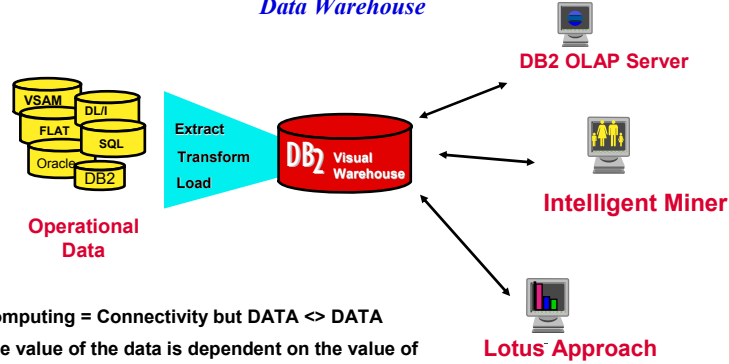 Data Warehouse
DB2 OLAP Server
VSAM
DL/I
FLAT
SQL
Oracle
DB2
Extract
Transform
Load
DB2 Visual
Warehouse
Intelligent Miner
Operational
Data
omputing = Connectivity but DATA <> DATA
e value of the data is dependent on the value of
Lotus Approach